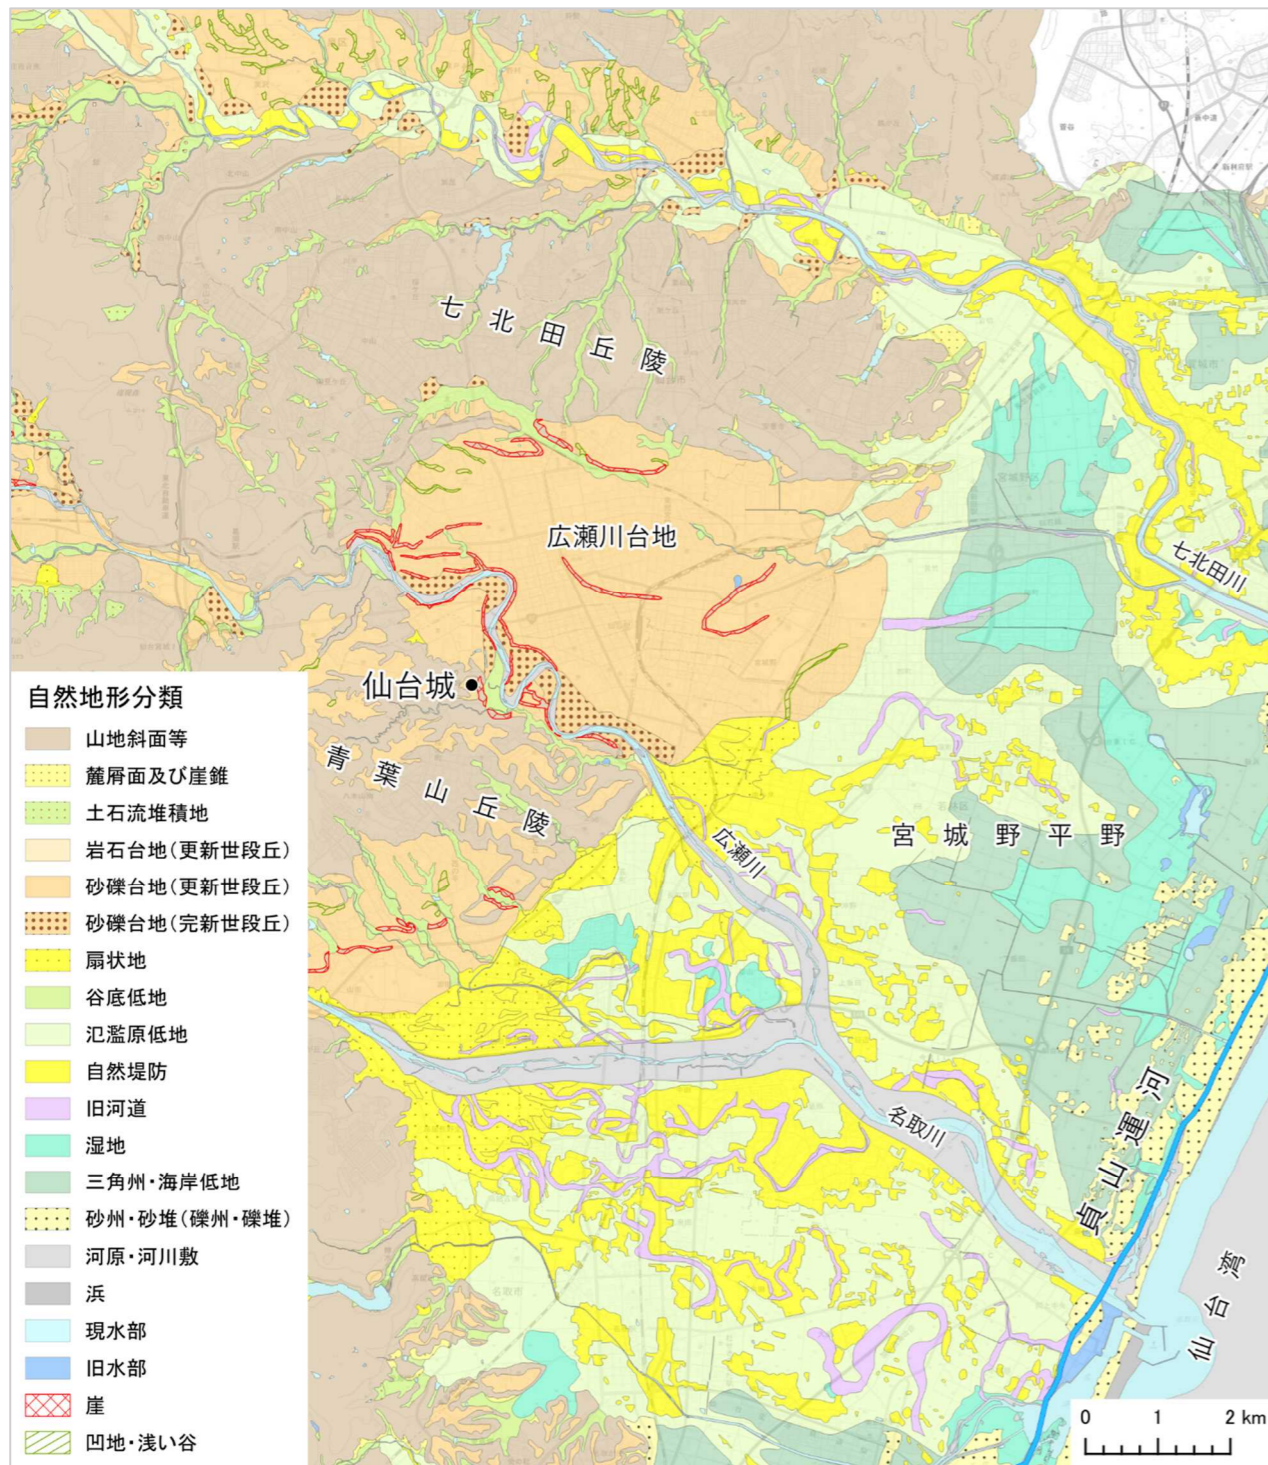 七北田丘陵
広瀬川台地
七北田川
仙台城
青葉山丘陵
広瀬川
宮城野平野
名取川
貞山運河
仙台湾
自然地形分類
山地斜面等
麓屑面及び崖錐
土石流堆積地
岩石台地(更新世段丘)
砂礫台地(更新世段丘)
砂礫台地(完新世段丘)
扇状地
谷底低地
氾濫原低地
自然堤防
旧河道
湿地
三角州・海岸低地
砂州・砂堆(礫州・礫堆)
河原・河川敷
浜
現水部
旧水部
崖
凹地・浅い谷
0 1 2 km